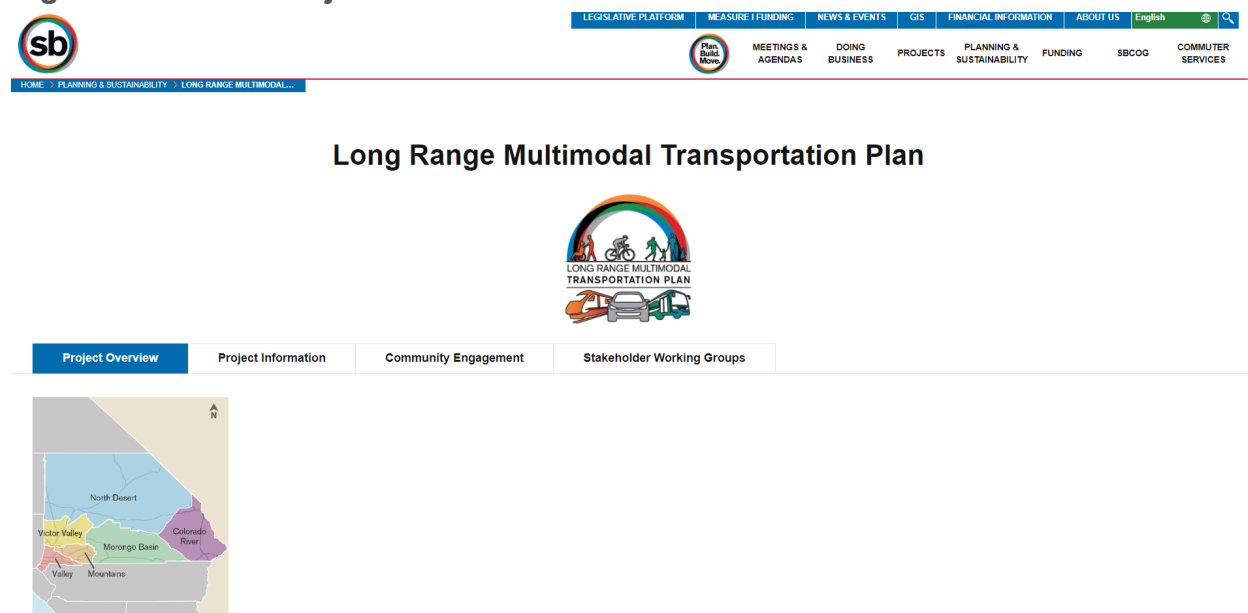 LEGISLATIVE PLATFORM MEASURE I FUNDING NEWS & EVENTS GIS FINANCIAL INFORMATION ABOUT US English
sb
Plan.
Build.
Move.
MEETINGS &
AGENDAS
DOING
BUSINESS
PROJECTS
PLANNING &
SUSTAINABILITY
FUNDING
SBCOG
COMMUTER
SERVICES
HOME > PLANNING & SUSTAINABILITY > LONG RANGE MULTIMODAL...
Long Range Multimodal Transportation Plan
LONG RANGE MULTIMODAL
TRANSPORTATION PLAN
Project Overview Project Information Community Engagement Stakeholder Working Groups
N
North Desert
Victor Valley
Colorado
River
Morongo Basin
Valley Mountains